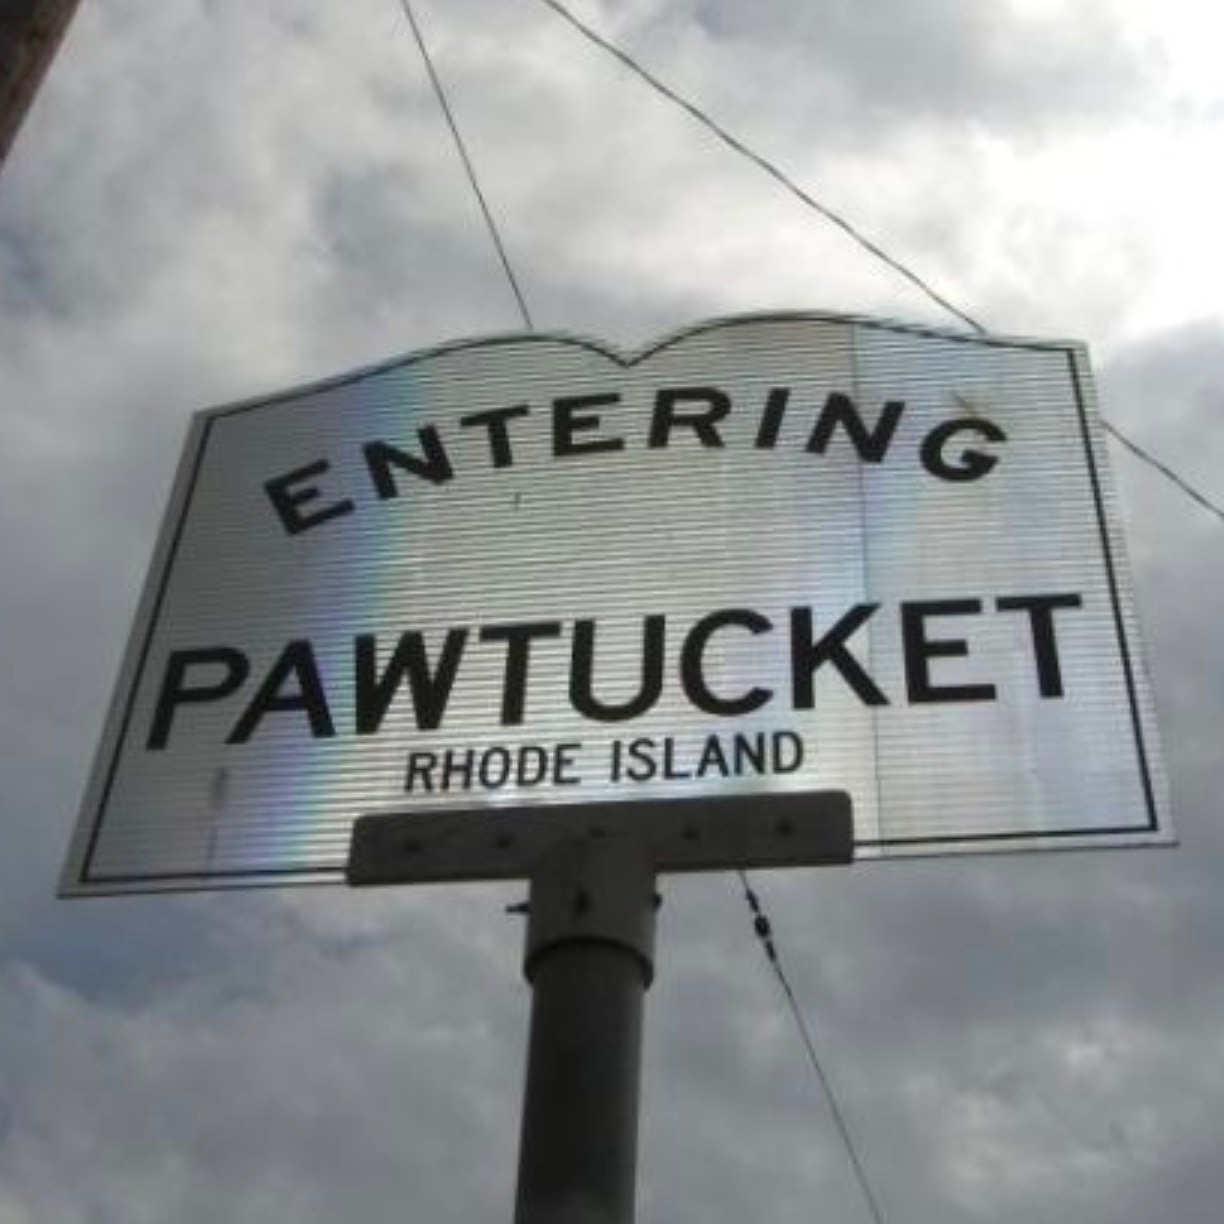 ENTERING
PAWTUCKET
RHODE ISLAND